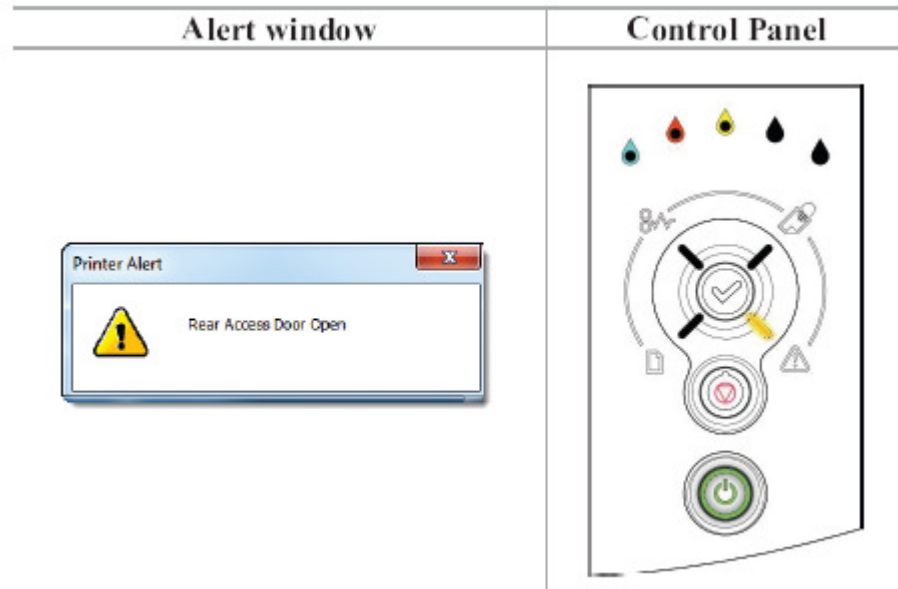 Alert window
Control Panel
Printer Alert
Rear Access Door Open